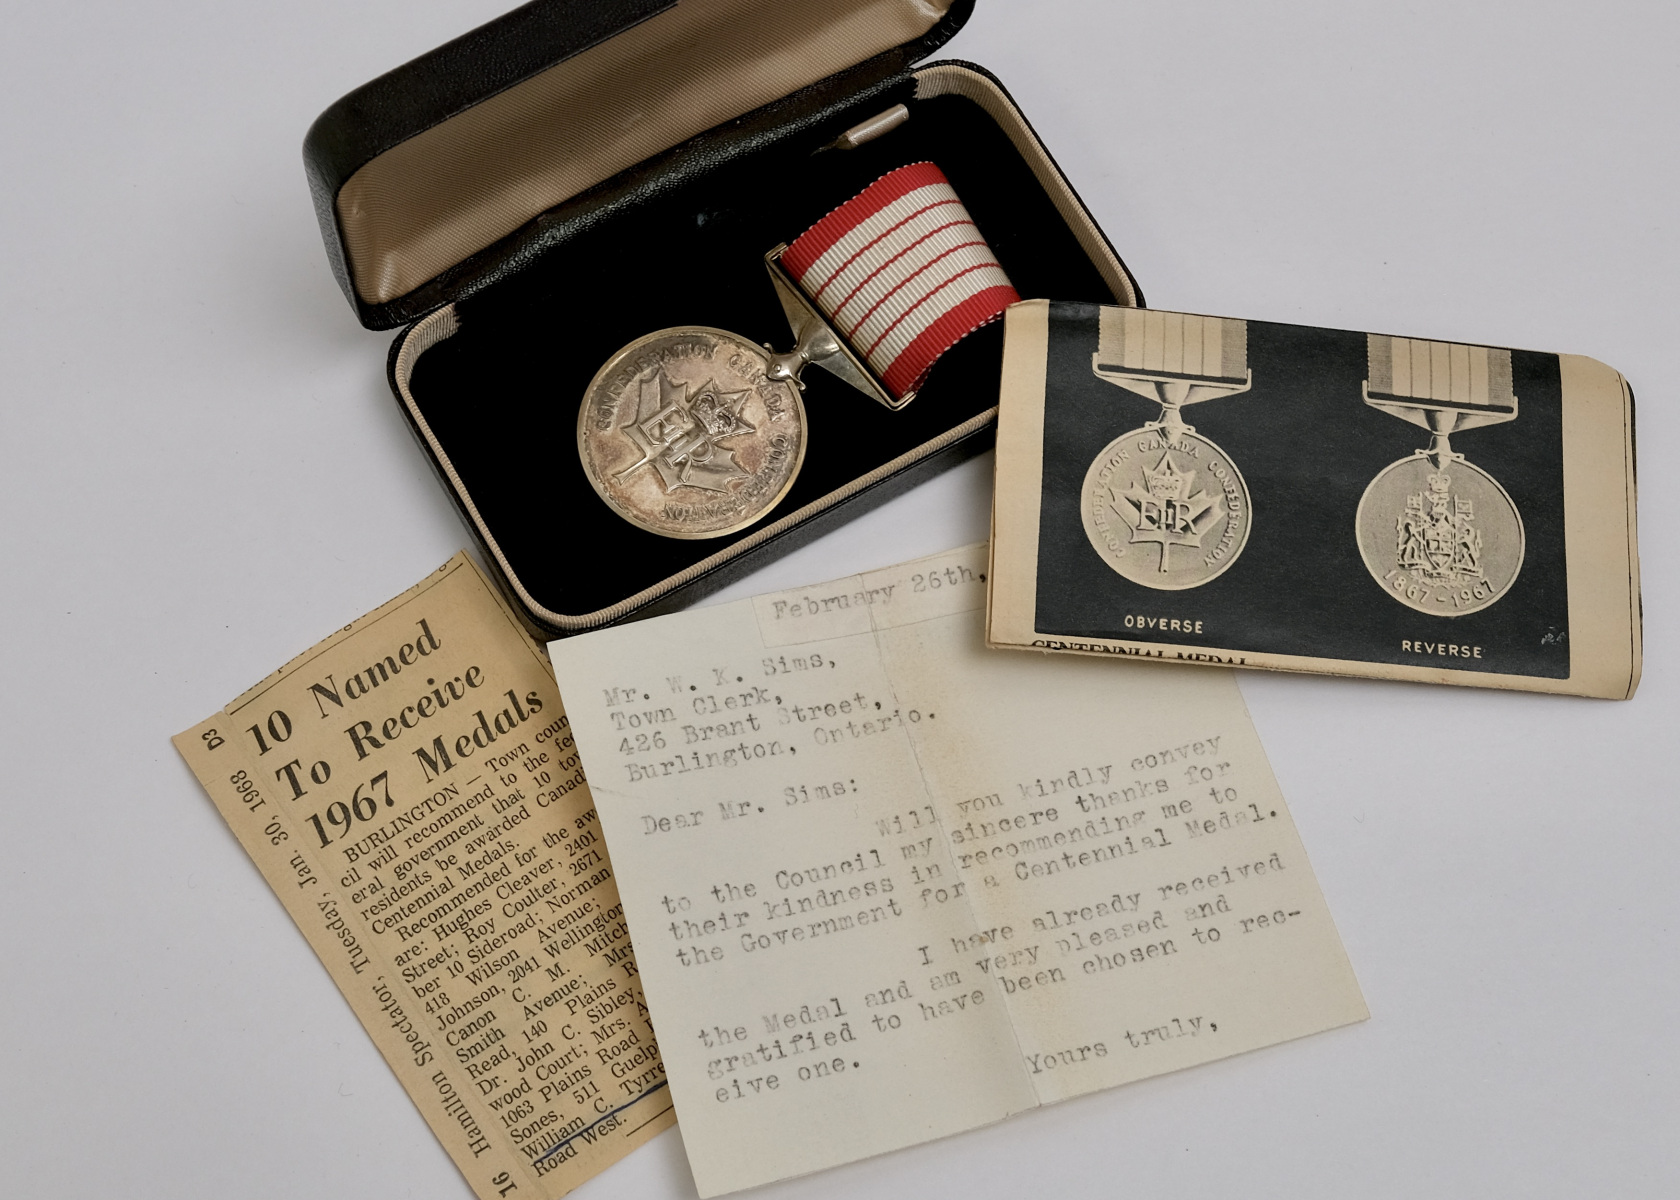 CONFEDERATION CANADA CONFEDERATION
EIIR
CONFEDERATION CANADA CONFEDERATION
EIIR
1867-1967
OBVERSE
REVERSE
CENTENNIAL MEDAL
D3
10 Named
To Receive
1967 Medals
BURLINGTON — Town coun
cil will recommend to the fed
eral government that 10 tow
residents be awarded Canadi
Centennial Medals.
Recommended for the aw
are: Hughes Cleaver, 2401
Street; Roy Coulter, 2671
ber 10 Sideroad; Norman
418 Wilson Avenue;
Johnson, 2041 Wellington
Canon C. M. Mitch
Smith Avenue; Mrs
Read, 140 Plains R
Dr. John C. Sibley,
wood Court; Mrs. A
1063 Plains Road
Sones, 511 Guelp
William C. Tyrre
Road West.
16 Hamilton Spectator, Tuesday, Jan. 30, 1968
February 26th,
Mr. W. K. Sims,
Town Clerk,
426 Brant Street,
Burlington, Ontario.
Dear Mr. Sims:
Will you kindly convey
to the Council my sincere thanks for
their kindness in recommending me to
the Government for a Centennial Medal.
I have already received
the Medal and am very pleased and
gratified to have been chosen to rec-
eive one.
Yours truly,